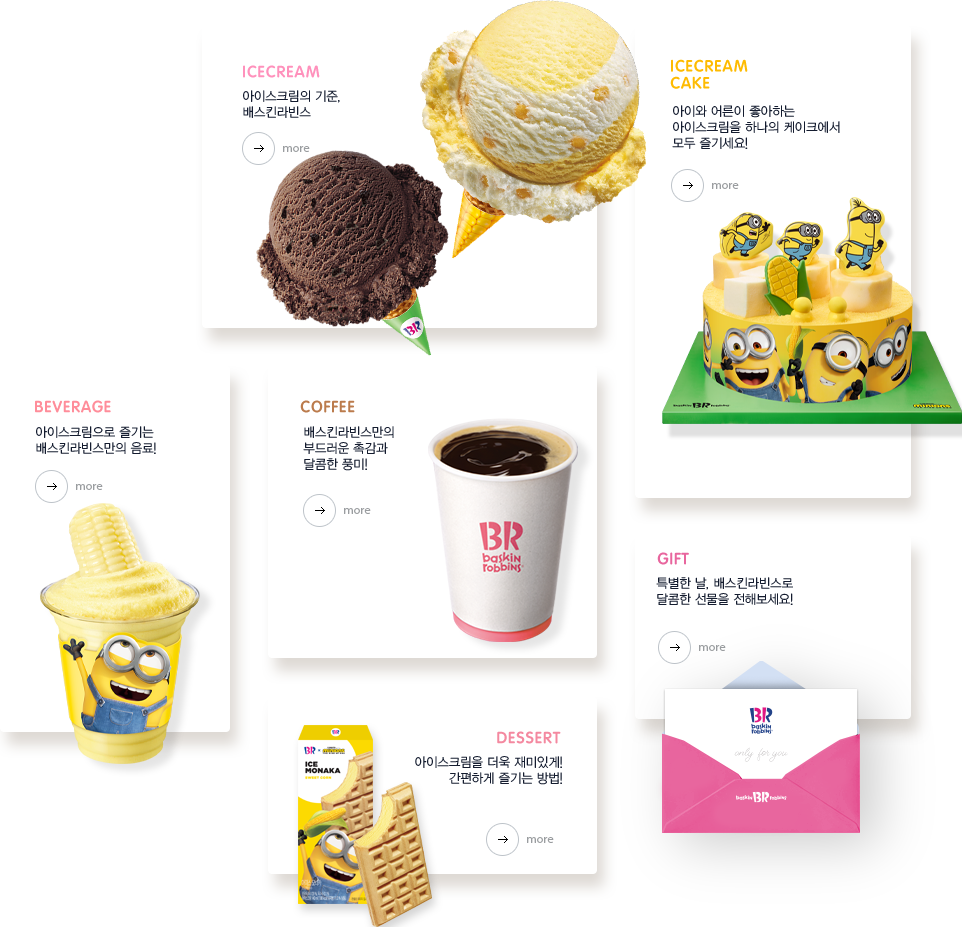 ICECREAM
아이스크림의 기준,
배스킨라빈스
more
BR
ICECREAM
CAKE
아이와 어른이 좋아하는
아이스크림을 하나의 케이크에서
모두 즐기세요!
more
baskin BR robbins
minions
BEVERAGE
아이스크림으로 즐기는
배스킨라빈스만의 음료!
more
COFFEE
배스킨라빈스만의
부드러운 촉감과
달콤한 풍미!
more
BR
baskin
robbins
GIFT
특별한 날, 배스킨라빈스로
달콤한 선물을 전해보세요!
more
BR
baskin
robbins
only for you
baskin BR robbins
DESSERT
아이스크림을 더욱 재미있게!
간편하게 즐기는 방법!
more
BR
BR
ICE
MONAKA